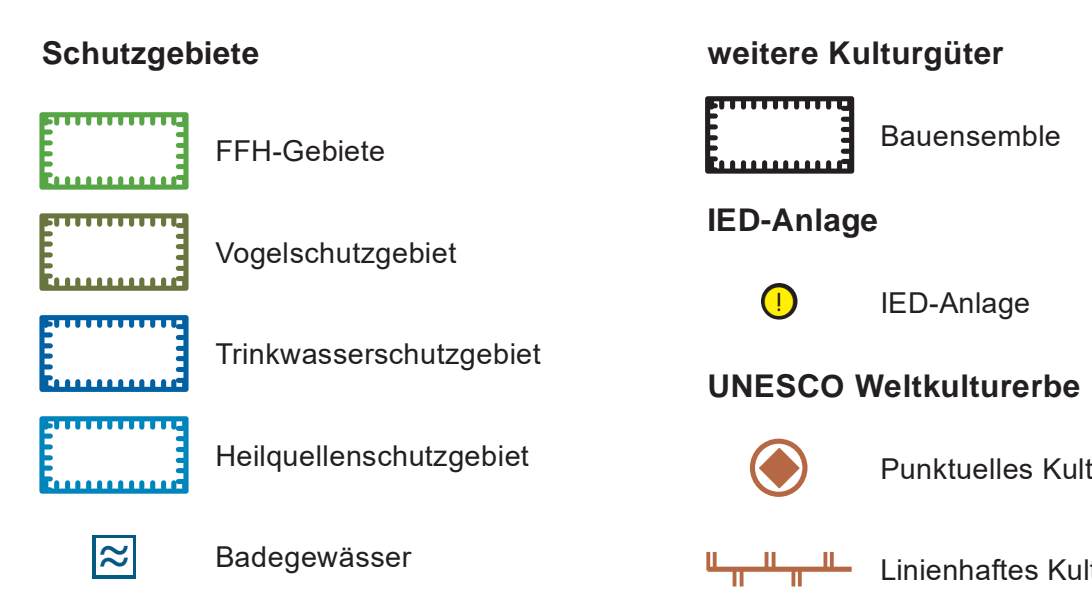 Schutzgebiete
FFH-Gebiete
Vogelschutzgebiet
Trinkwasserschutzgebiet
Heilquellenschutzgebiet
Badegewässer
weitere Kulturgüter
Bauensemble
IED-Anlage
!
IED-Anlage
UNESCO Weltkulturerbe
Punktuelles
Linienhaftes